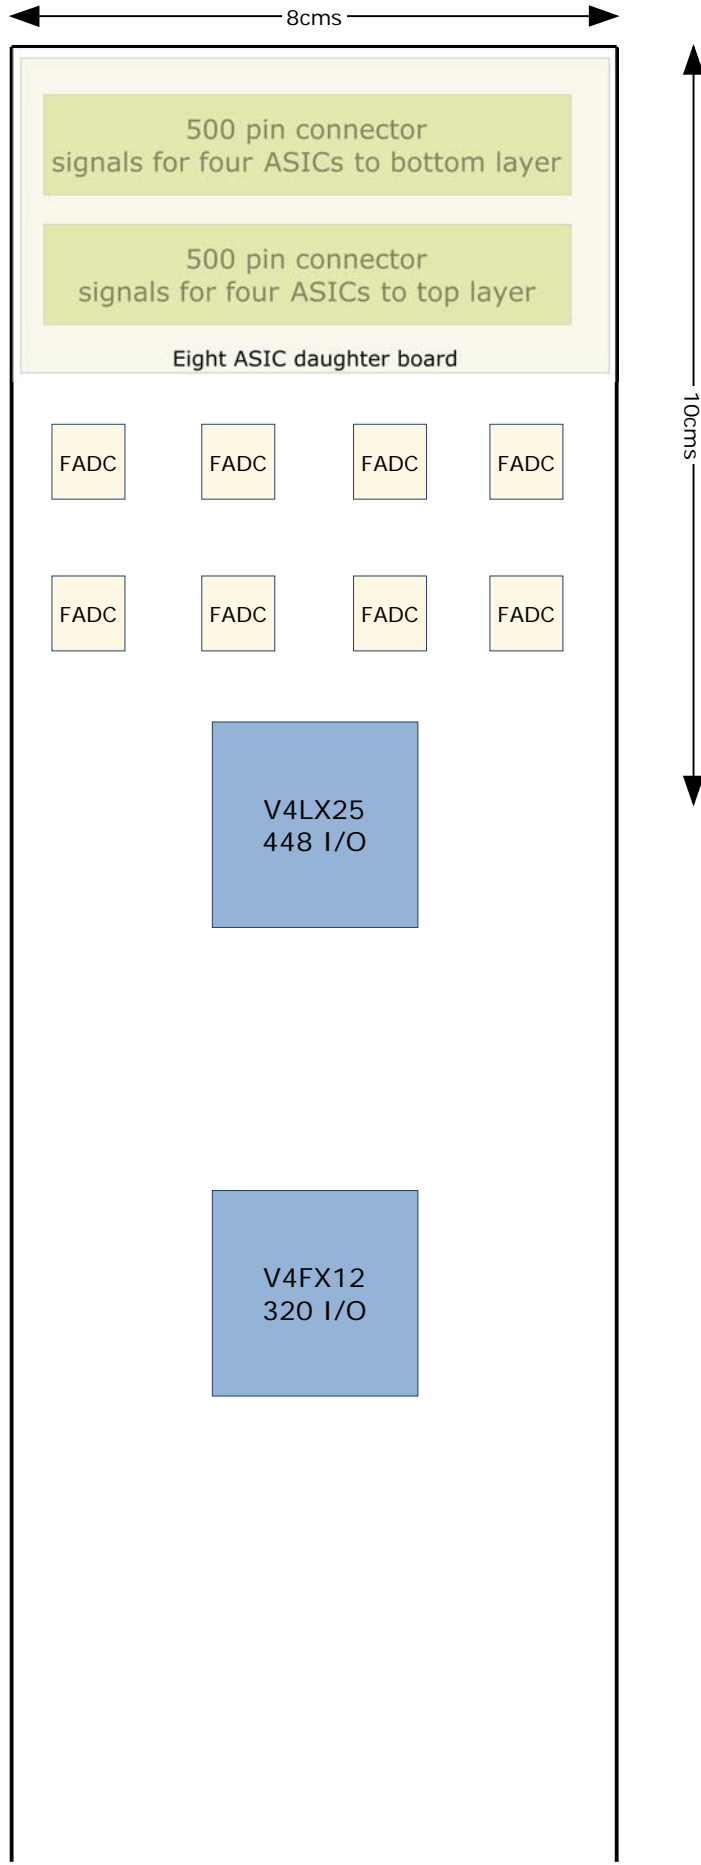 8cms
500 pin connector
signals for four ASICs to bottom layer
500 pin connector
signals for four ASICs to top layer
Eight ASIC daughter board
10cms
FADC FADC FADC FADC
FADC FADC FADC FADC
V4LX25
448 I/O
V4FX12
320 I/O